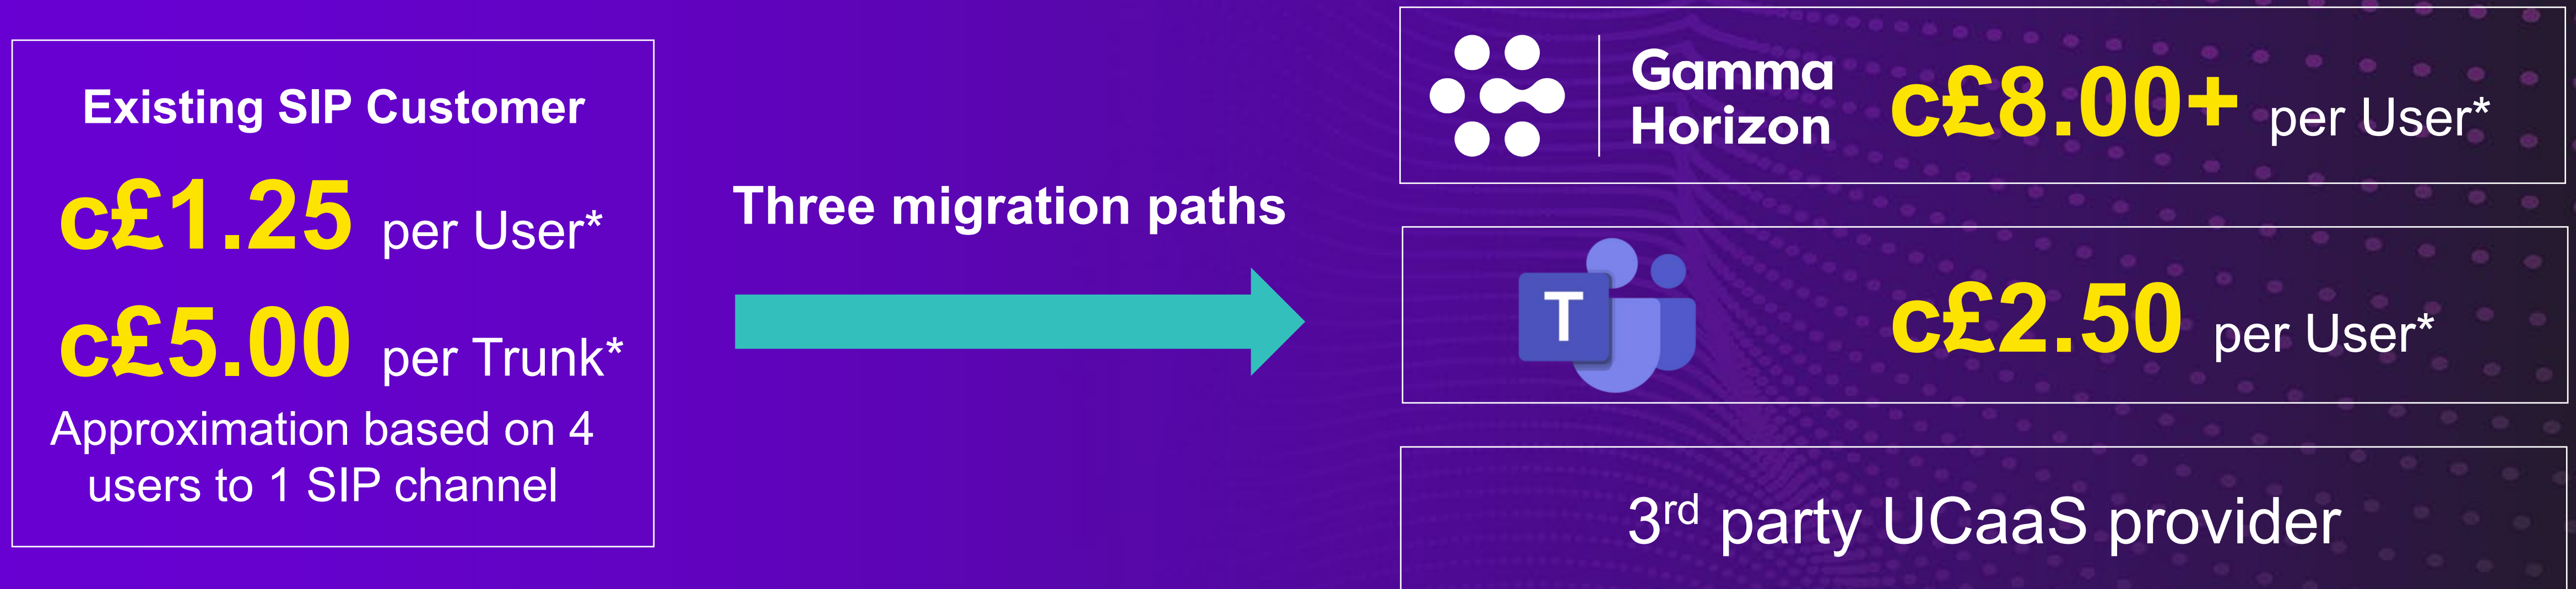 Existing SIP Customer
c£1.25 per User*
c£5.00 per Trunk*
Approximation based on 4
users to 1 SIP channel
Three migration paths
Gamma
Horizon
c£8.00+ per User*
T
c£2.50 per User*
3rd party UCaaS provider